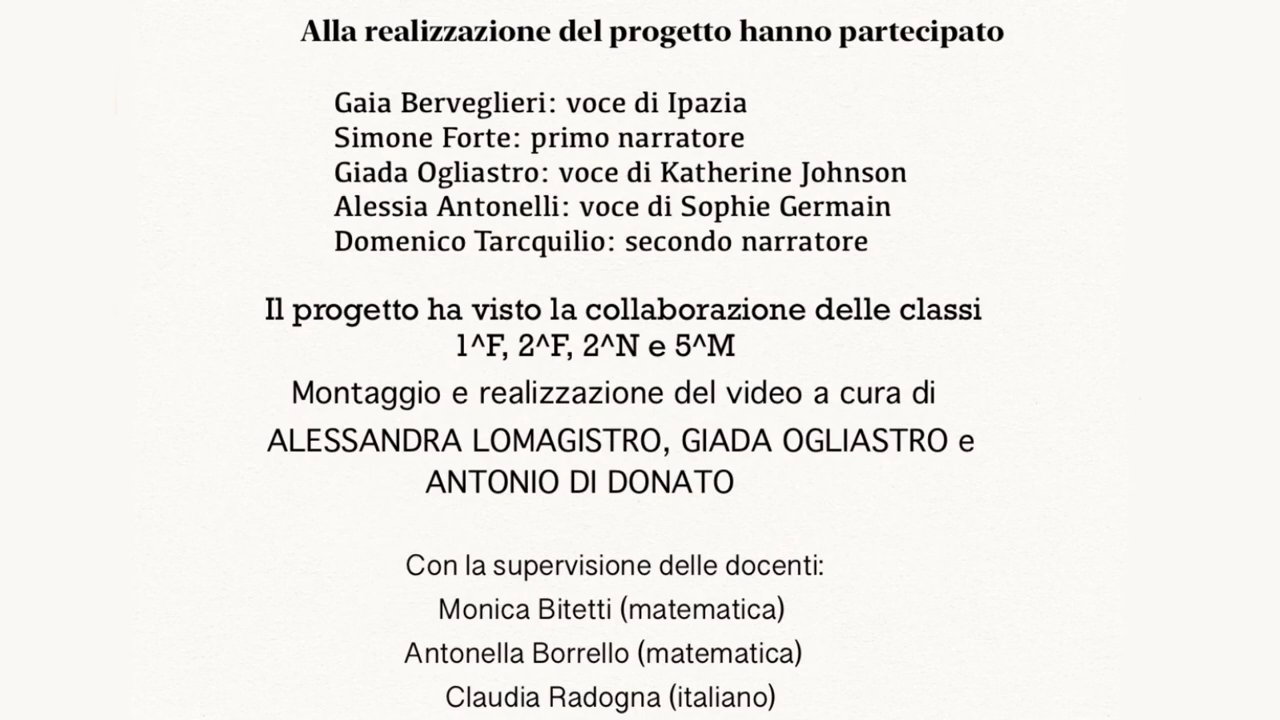 Alla realizzazione del progetto hanno partecipato
Gaia Berveglieri: voce di Ipazia
Simone Forte: primo narratore
Giada Ogliastro: voce di Katherine Johnson
Alessia Antonelli: voce di Sophie Germain
Domenico Tarcquilio: secondo narratore
Il progetto ha visto la collaborazione delle classi
1^F, 2^F, 2^N e 5^M
Montaggio e realizzazione del video a cura di
ALESSANDRA LOMAGISTRO, GIADA OGLIASTRO e
ANTONIO DI DONATO
Con la supervisione delle docenti:
Monica Bitetti (matematica)
Antonella Borrello (matematica)
Claudia Radogna (italiano)